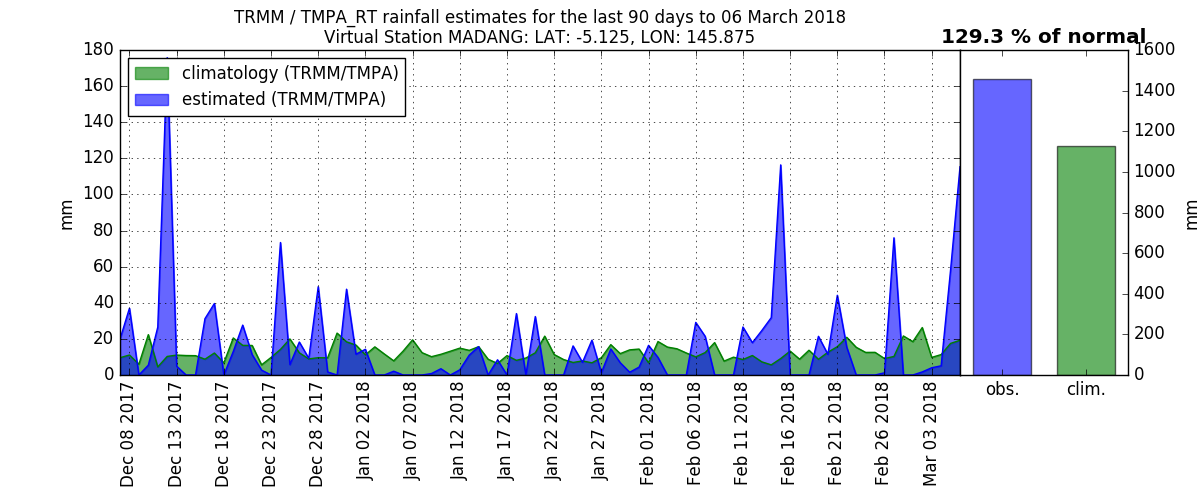 TRMM / TMPA_RT rainfall estimates for the last 90 days to 06 March 2018
Virtual Station MADANG: LAT: -5.125, LON: 145.875
129.3 % of normal
climatology (TRMM/TMPA)
estimated (TRMM/TMPA)
180
160
140
120
100
80
60
40
20
0
mm
Dec 08 2017
Dec 13 2017
Dec 18 2017
Dec 23 2017
Dec 28 2017
Jan 02 2018
Jan 07 2018
Jan 12 2018
Jan 17 2018
Jan 22 2018
Jan 27 2018
Feb 01 2018
Feb 06 2018
Feb 11 2018
Feb 16 2018
Feb 21 2018
Feb 26 2018
Mar 03 2018
obs.
clim.
1600
1400
1200
1000
800
600
400
200
0
mm